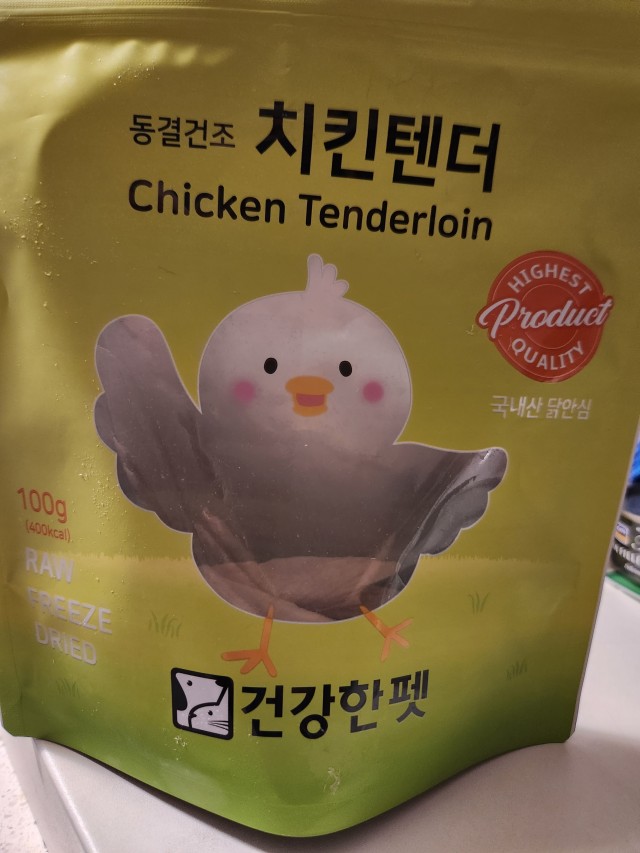 동결건조 치킨텐더
Chicken Tenderloin
HIGHEST
Product
QUALITY
국내산 닭안심
100g
(400kcal)
RAW
FREEZE
DRIED
건강한펫